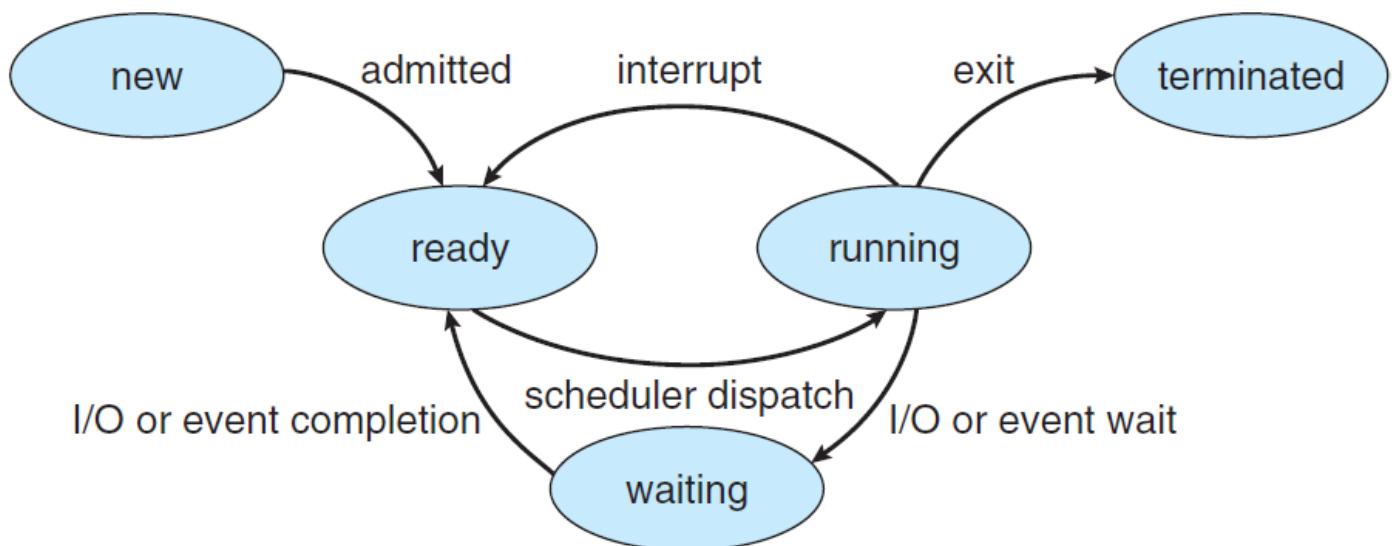 new
admitted
interrupt
exit
terminated
ready
running
scheduler dispatch
I/O or event completion
I/O or event wait
waiting